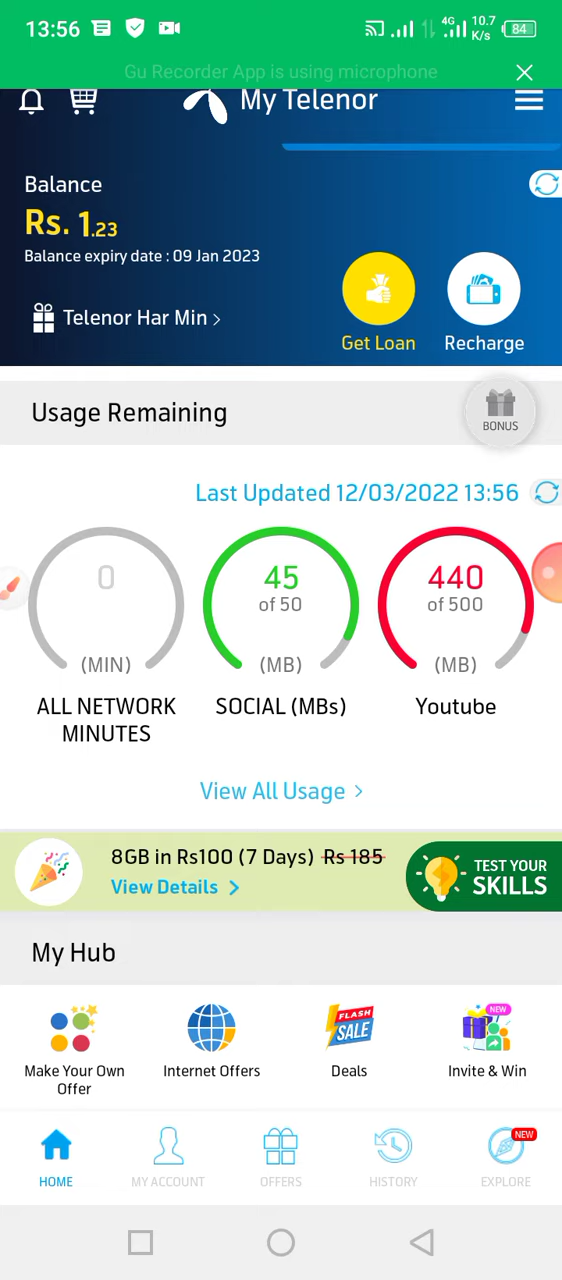 13:56
4G 10.7 K/s 84
Gu Recorder App is using microphone
My Telenor
Balance
Rs. 1.23
Balance expiry date : 09 Jan 2023
Telenor Har Min >
Get Loan Recharge
Usage Remaining
BONUS
Last Updated 12/03/2022 13:56
0 45 440
of 50 of 500
(MIN) (MB) (MB)
ALL NETWORK SOCIAL (MBs) Youtube
MINUTES
View All Usage >
8GB in Rs100 (7 Days) Rs 185
View Details >
TEST YOUR
SKILLS
My Hub
FLASH
SALE
NEW
Make Your Own Internet Offers Deals Invite & Win
Offer
NEW
HOME MY ACCOUNT OFFERS HISTORY EXPLORE